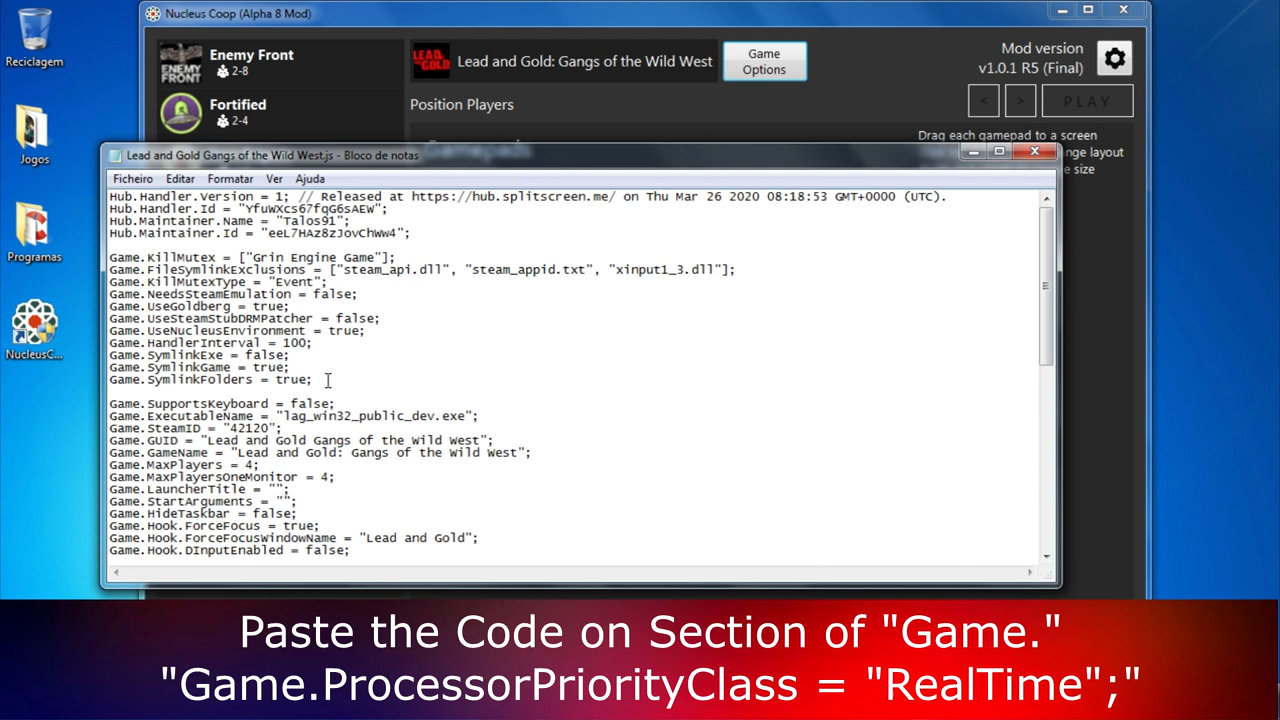 Nucleus Coop (Alpha 8 Mod)
Reciclagem
Jogos
Programas
NucleusC...
Enemy Front
2-8
Fortified
2-4
LEAD AND GOLD
Lead and Gold: Gangs of the Wild West
Game
Options
Mod version
v1.0.1 R5 (Final)
Position Players
<
>
PLAY
Drag each gamepad to a screen
nge layout
e size
Gamepads
Lead and Gold Gangs of the Wild West.js - Bloco de notas
Ficheiro Editar Formatar Ver Ajuda
Hub.Handler.Version = 1; // Released at https://hub.splitscreen.me/ on Thu Mar 26 2020 08:18:53 GMT+0000 (UTC).
Hub.Handler.Id = "YfuWXcs67fqG6sAEW";
Hub.Maintainer.Name = "Talos91";
Hub.Maintainer.Id = "eeL7HAz8zJovChWw4";
Game.KillMutex = ["Grin Engine Game"];
Game.FileSymlinkExclusions = ["steam_api.dll", "steam_appid.txt", "xinput1_3.dll"];
Game.KillMutexType = "Event";
Game.NeedsSteamEmulation = false;
Game.UseGoldberg = true;
Game.UseSteamStubDRMPatcher = false;
Game.UseNucleusEnvironment = true;
Game.HandlerInterval = 100;
Game.SymlinkExe = false;
Game.SymlinkGame = true;
Game.SymlinkFolders = true;
Game.SupportsKeyboard = false;
Game.ExecutableName = "lag_win32_public_dev.exe";
Game.SteamID = "42120";
Game.GUID = "Lead and Gold Gangs of the Wild West";
Game.GameName = "Lead and Gold: Gangs of the Wild West";
Game.MaxPlayers = 4;
Game.MaxPlayersOneMonitor = 4;
Game.LauncherTitle = "";
Game.StartArguments = "";
Game.HideTaskbar = false;
Game.Hook.ForceFocus = true;
Game.Hook.ForceFocusWindowName = "Lead and Gold";
Game.Hook.DInputEnabled = false;
Paste the Code on Section of "Game."
"Game.ProcessorPriorityClass = "RealTime";"